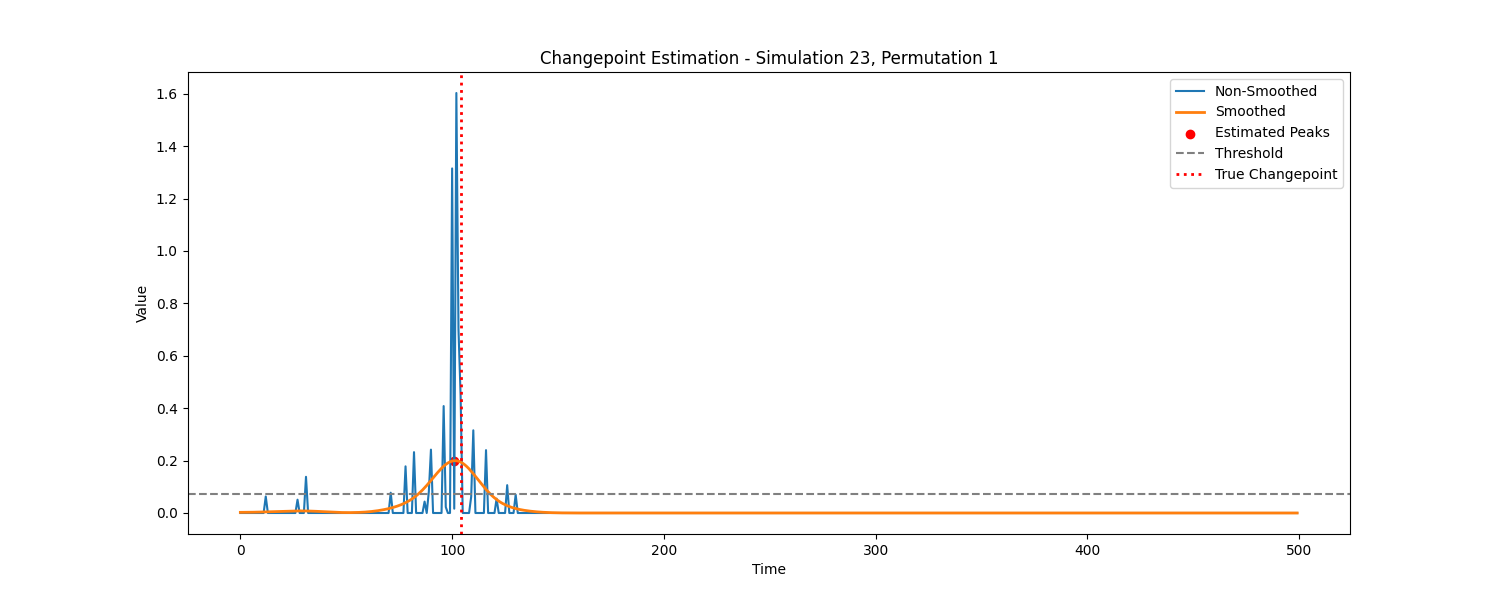 Changepoint Estimation - Simulation 23, Permutation 1
Non-Smoothed
Smoothed
Estimated Peaks
Threshold
True Changepoint
Value
1.6
1.4
1.2
1.0
0.8
0.6
0.4
0.2
0.0
0 100 200 300 400 500
Time